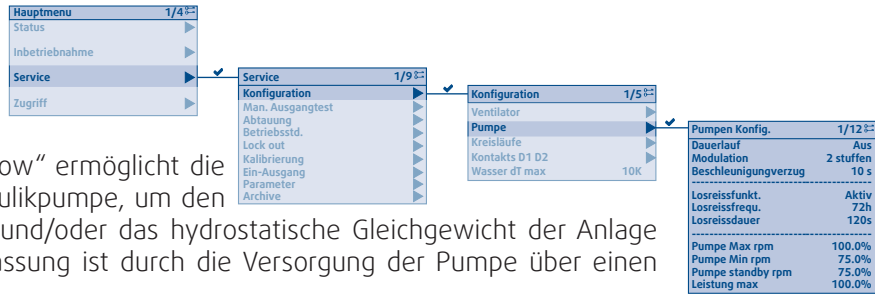 Hauptmenu 1/4
Status
Inbetriebnahme
Service
Zugriff
Service 1/9
Konfiguration
Man. Ausgangtest
Abtauung
Betriebsstd.
Lock out
Kalibrierung
Ein-Ausgang
Parameter
Archive
Konfiguration 1/5
Ventilator
Pumpe
Kreisläufe
Kontakts D1 D2
Wasser dT max 10K
Pumpen Konfig. 1/12
Dauerlauf Aus
Modulation 2 stuffen
Beschleunigungverzug 10 s
Losreissfunkt. Aktiv
Losreissfrequ. 72h
Losreissdauer 120s
Pumpe Max rpm 100.0%
Pumpe Min rpm 75.0%
Pumpe standby rpm 75.0%
Leistung max 100.0%
ow“ ermöglicht die
ulikpumpe, um den
und/oder das hydrostatische Gleichgewicht der Anlage
assung ist durch die Versorgung der Pumpe über einen